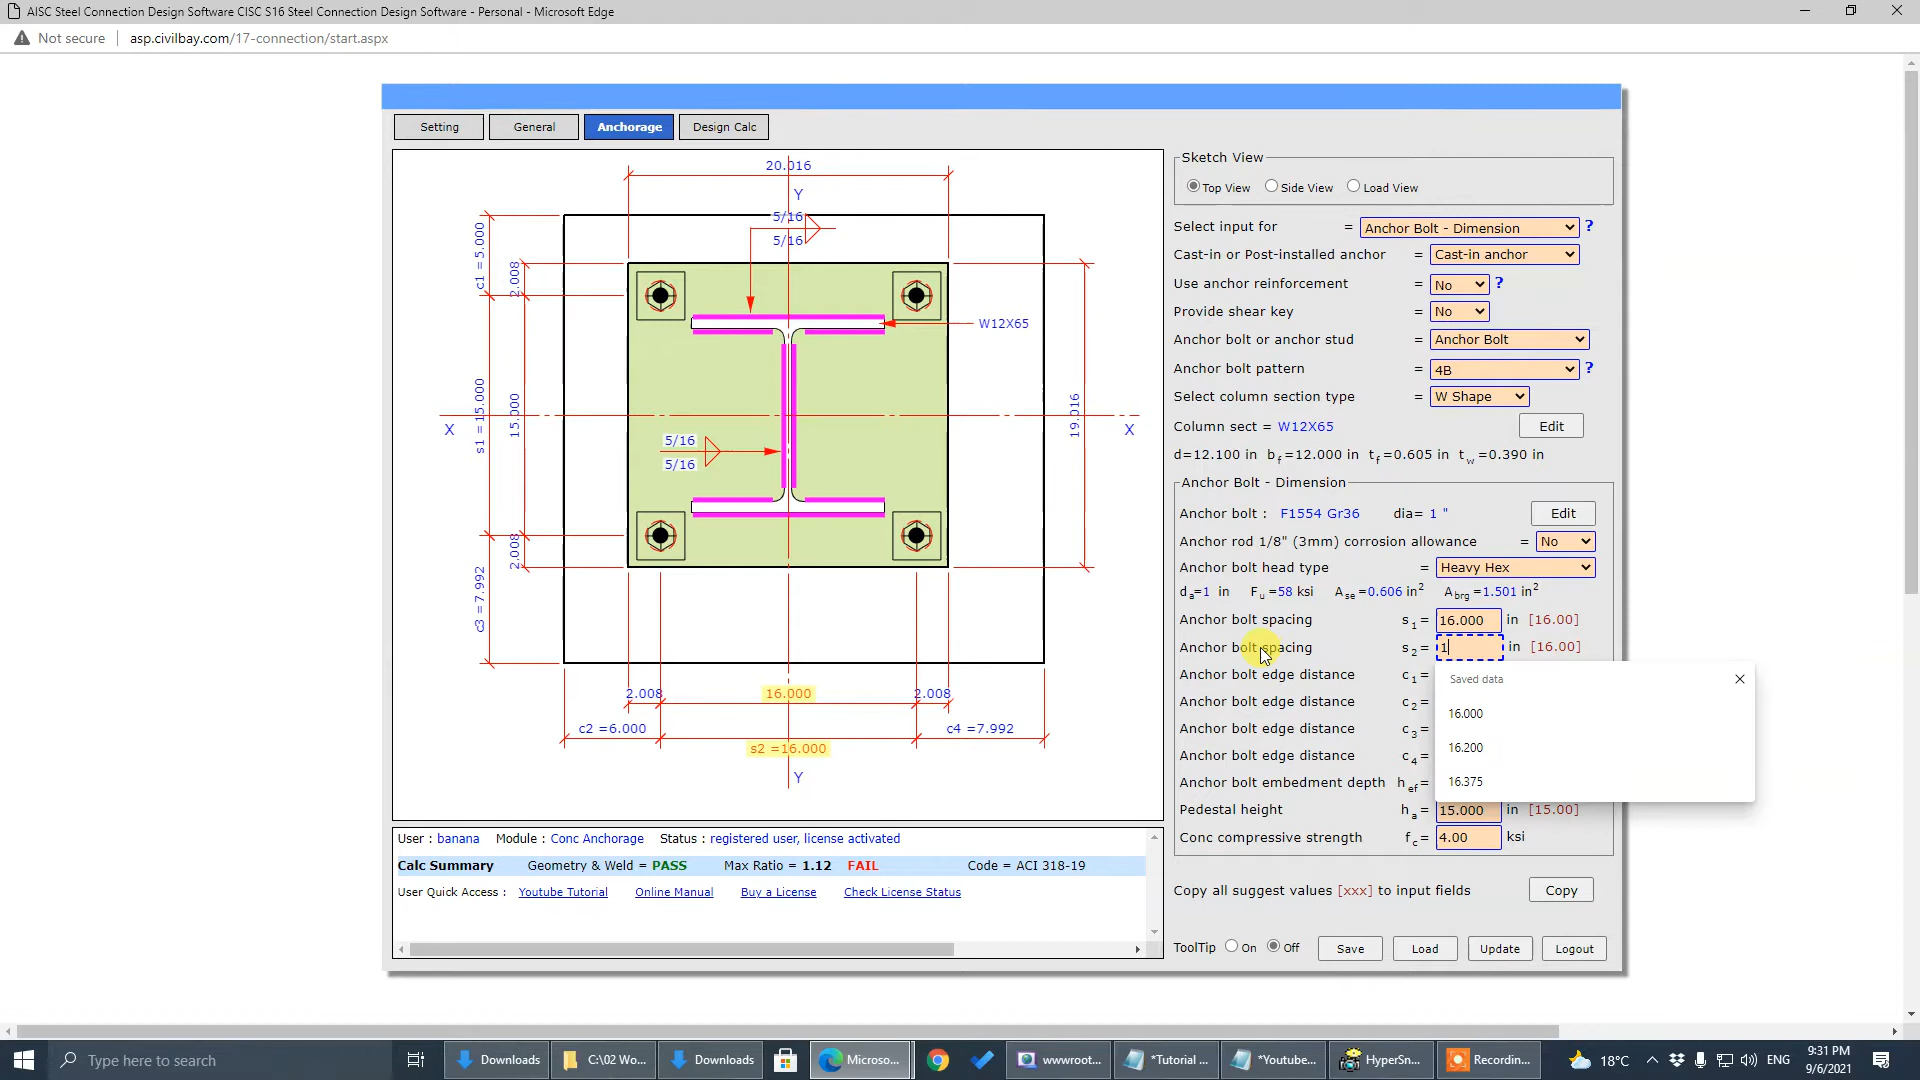 AISC Steel Connection Design Software CISC S16 Steel Connection Design Software - Personal - Microsoft Edge
Not secure | asp.civilbay.com/17-connection/start.aspx
Setting
General
Anchorage
Design Calc
20.016
Y
5/16
5/16
c1 = 5.000
2.008
W12X65
s1 = 15.000
15.000
19.016
X
X
5/16
5/16
2.008
c3 = 7.992
2.008
16.000
2.008
c2 =6.000
c4 =7.992
s2 =16.000
Y
Sketch View
Top View Side View Load View
Select input for = Anchor Bolt - Dimension ?
Cast-in or Post-installed anchor = Cast-in anchor
Use anchor reinforcement = No ?
Provide shear key = No
Anchor bolt or anchor stud = Anchor Bolt
Anchor bolt pattern = 4B ?
Select column section type = W Shape
Column sect = W12X65 Edit
d=12.100 in bf=12.000 in tf=0.605 in tw=0.390 in
Anchor Bolt - Dimension
Anchor bolt : F1554 Gr36 dia= 1 " Edit
Anchor rod 1/8" (3mm) corrosion allowance = No
Anchor bolt head type = Heavy Hex
da=1 in Fu =58 ksi Ase=0.606 in2 Abrg=1.501 in2
Anchor bolt spacing s1 = 16.000 in [16.00]
Anchor bolt spacing s2 = 1 in [16.00]
Anchor bolt edge distance c1 =
Anchor bolt edge distance c2 =
Anchor bolt edge distance c3 =
Anchor bolt edge distance c4 =
Anchor bolt embedment depth hef =
Pedestal height ha = 15.000 in [15.00]
Conc compressive strength fc = 4.00 ksi
Saved data
16.000
16.200
16.375
Copy all suggest values [xxx] to input fields Copy
ToolTip On Off Save Load Update Logout
User : banana Module : Conc Anchorage Status : registered user, license activated
Calc Summary Geometry & Weld = PASS Max Ratio = 1.12 FAIL Code = ACI 318-19
User Quick Access : Youtube Tutorial Online Manual Buy a License Check License Status
Type here to search
Downloads
C:\02 Wo...
Downloads
Microso...
wwwroot...
*Tutorial ...
*Youtube...
HyperSn...
Recordin...
18°C
ENG
9:31 PM
9/6/2021